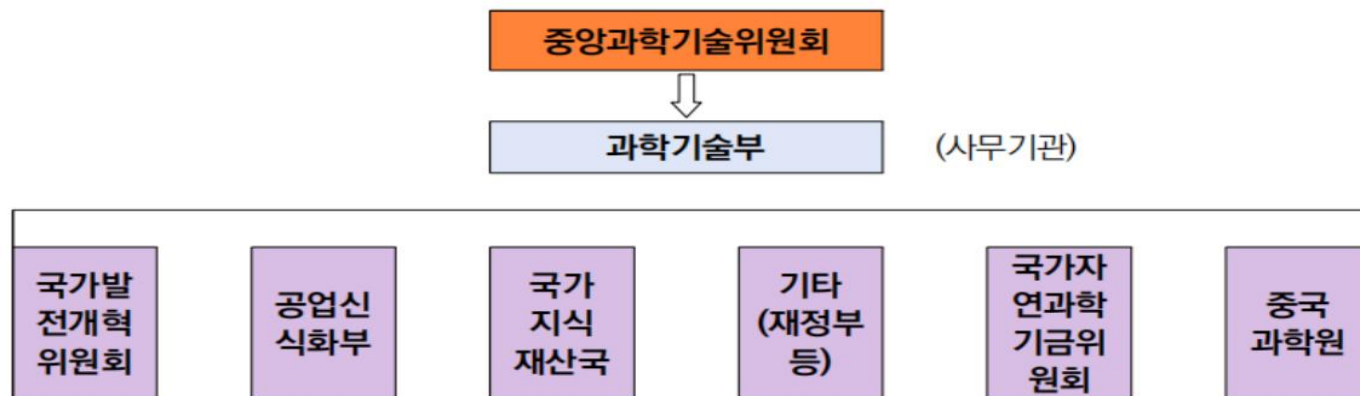 중앙과학기술위원회
과학기술부
(사무기관)
국가발
전개혁
위원회
공업신
식화부
국가
지식
재산국
기타
(재정부
등)
국가자
연과학
기금위
원회
중국
과학원